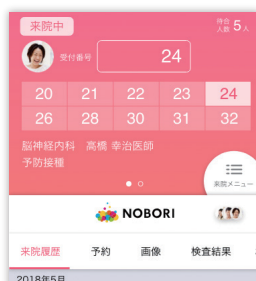 来院中
待合人数 5人
受付番号 24
20 21 22 23 24
26 28 30 31 32
脳神経内科 高橋 幸治医師
予防接種
来院メニュー
NOBORI
来院履歴 予約 画像 検査結果
2018年5月